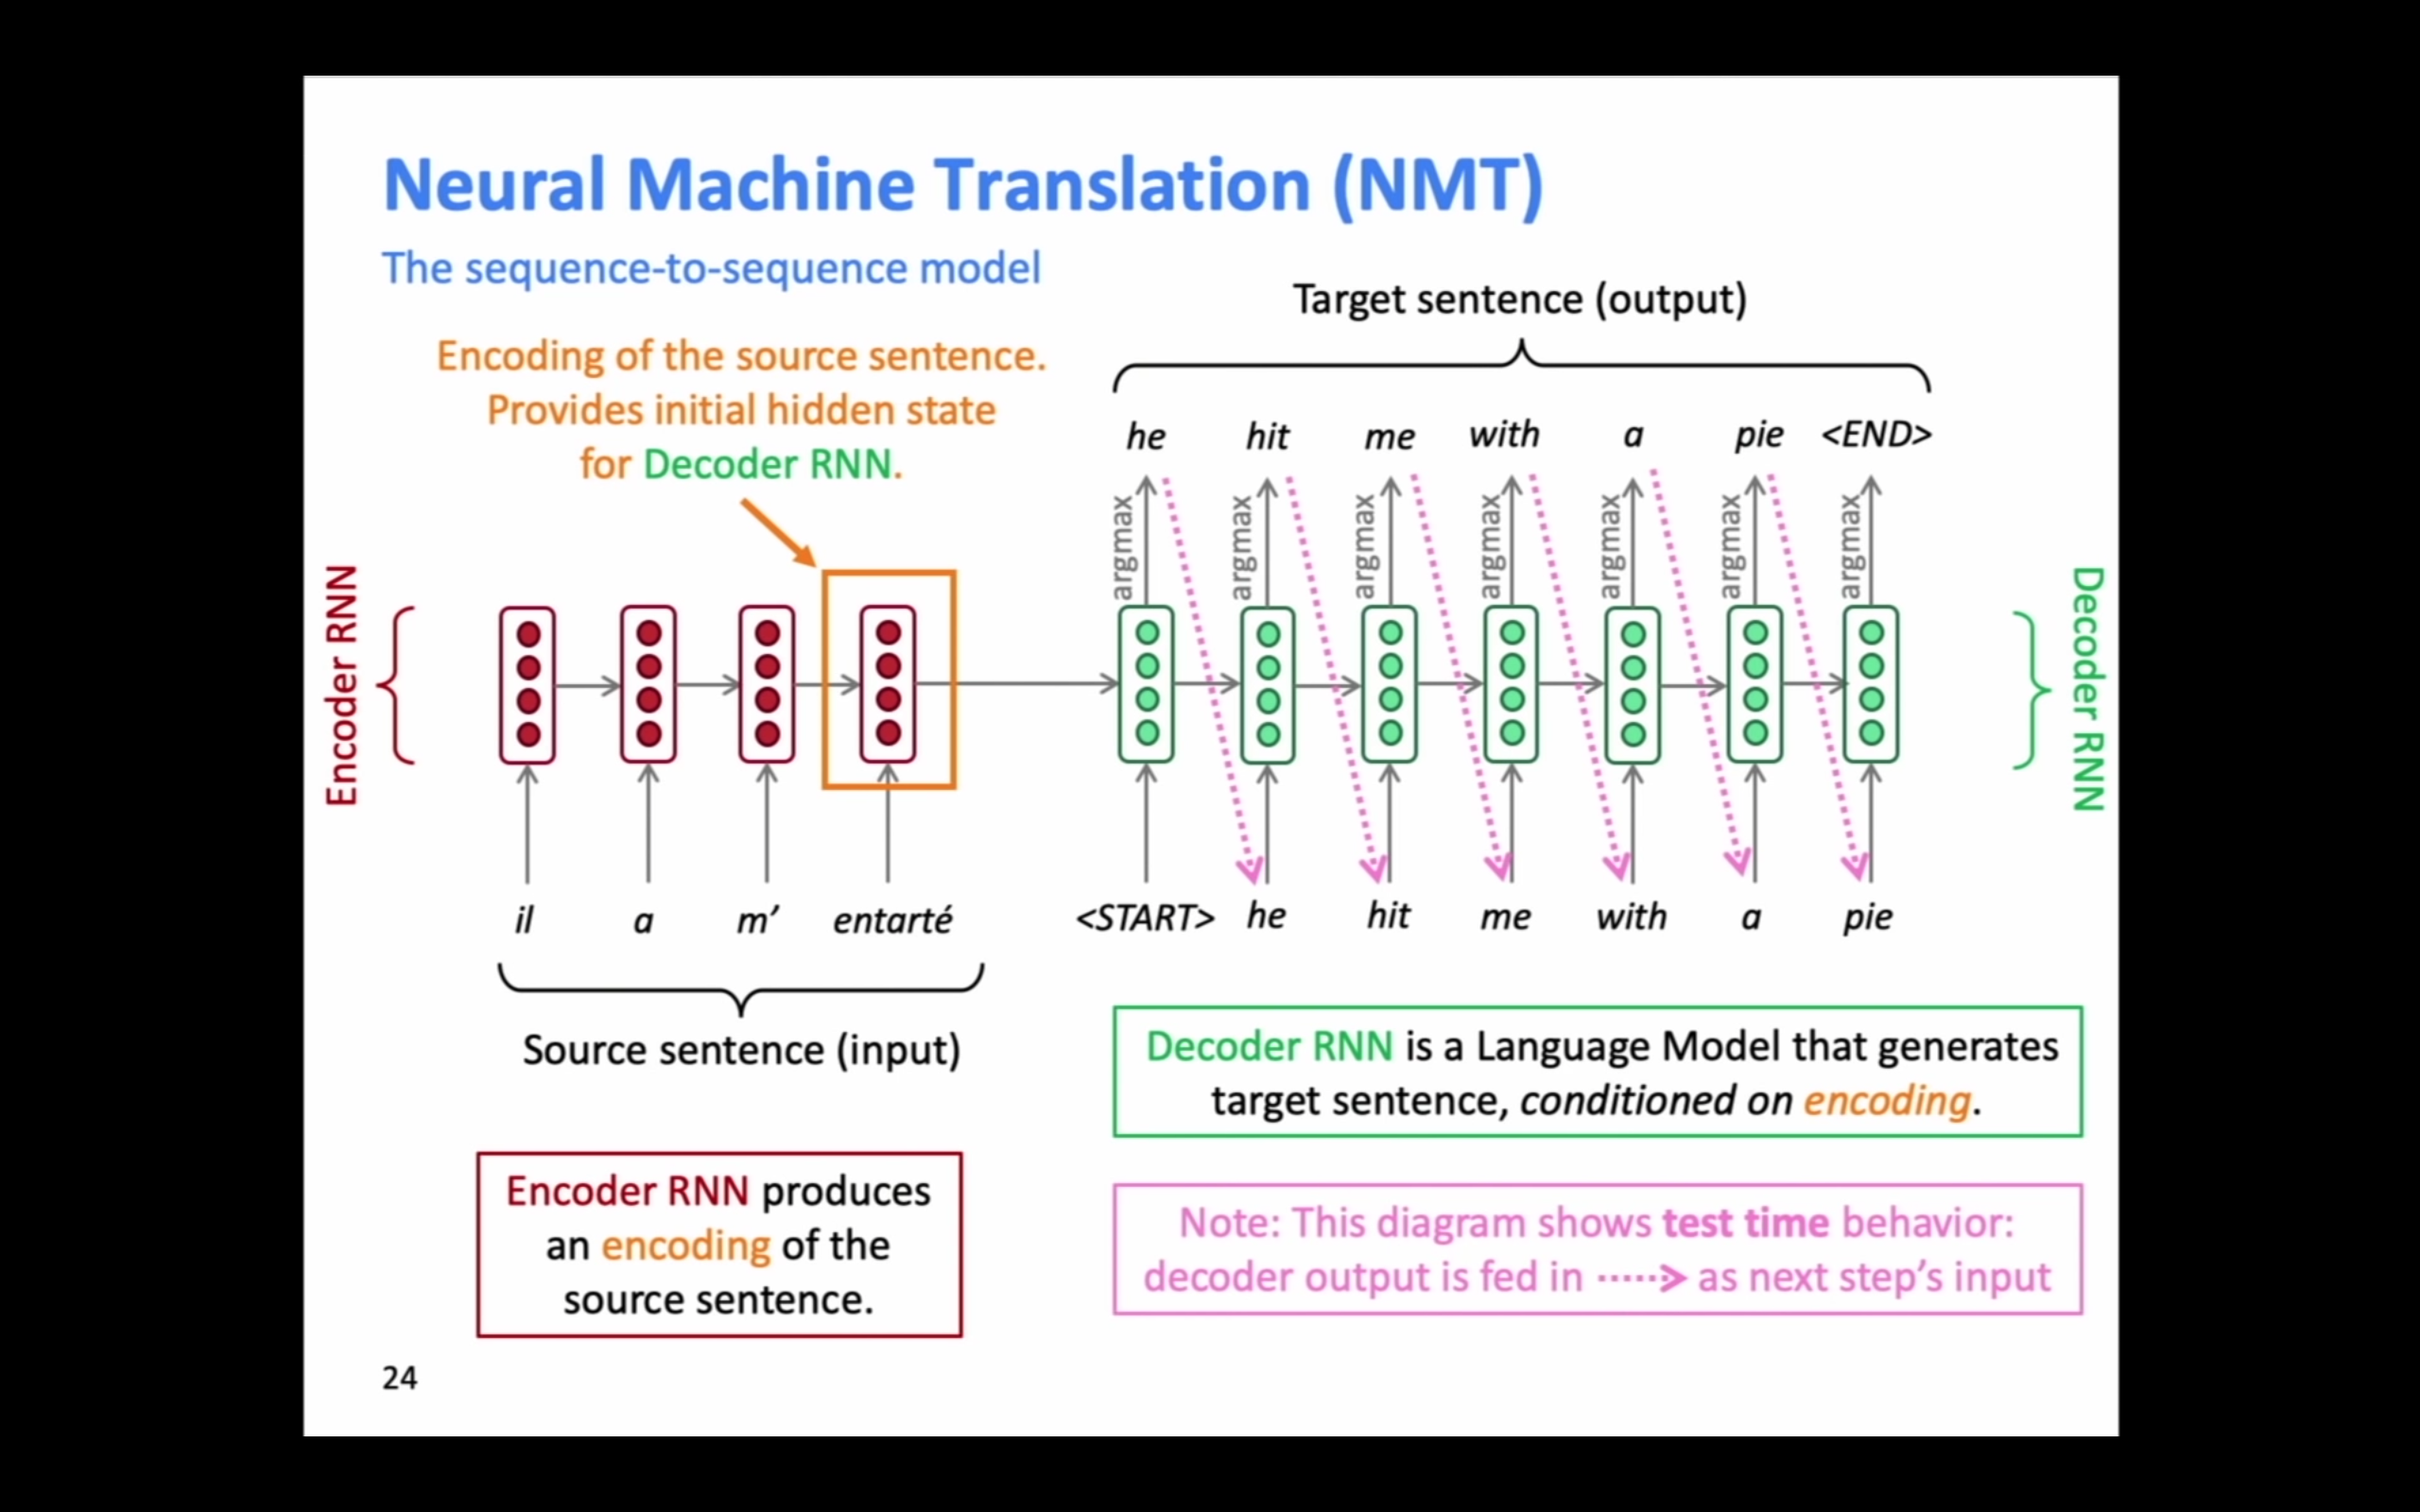 Neural Machine Translation (NMT)
The sequence-to-sequence model
Target sentence (output)
Encoding of the source sentence.
Provides initial hidden state
for Decoder RNN.
he hit me with a pie <END>
argmax argmax argmax argmax argmax argmax argmax
Encoder RNN
Decoder RNN
il a m’ entarté
<START> he hit me with a pie
Source sentence (input)
Decoder RNN is a Language Model that generates
target sentence, conditioned on encoding.
Encoder RNN produces
an encoding of the
source sentence.
Note: This diagram shows test time behavior:
decoder output is fed in as next step’s input
24